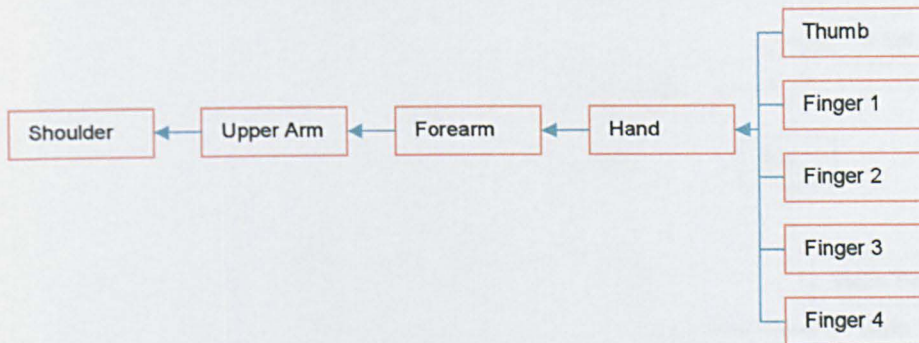 Shoulder
Upper Arm
Forearm
Hand
Thumb
Finger 1
Finger 2
Finger 3
Finger 4